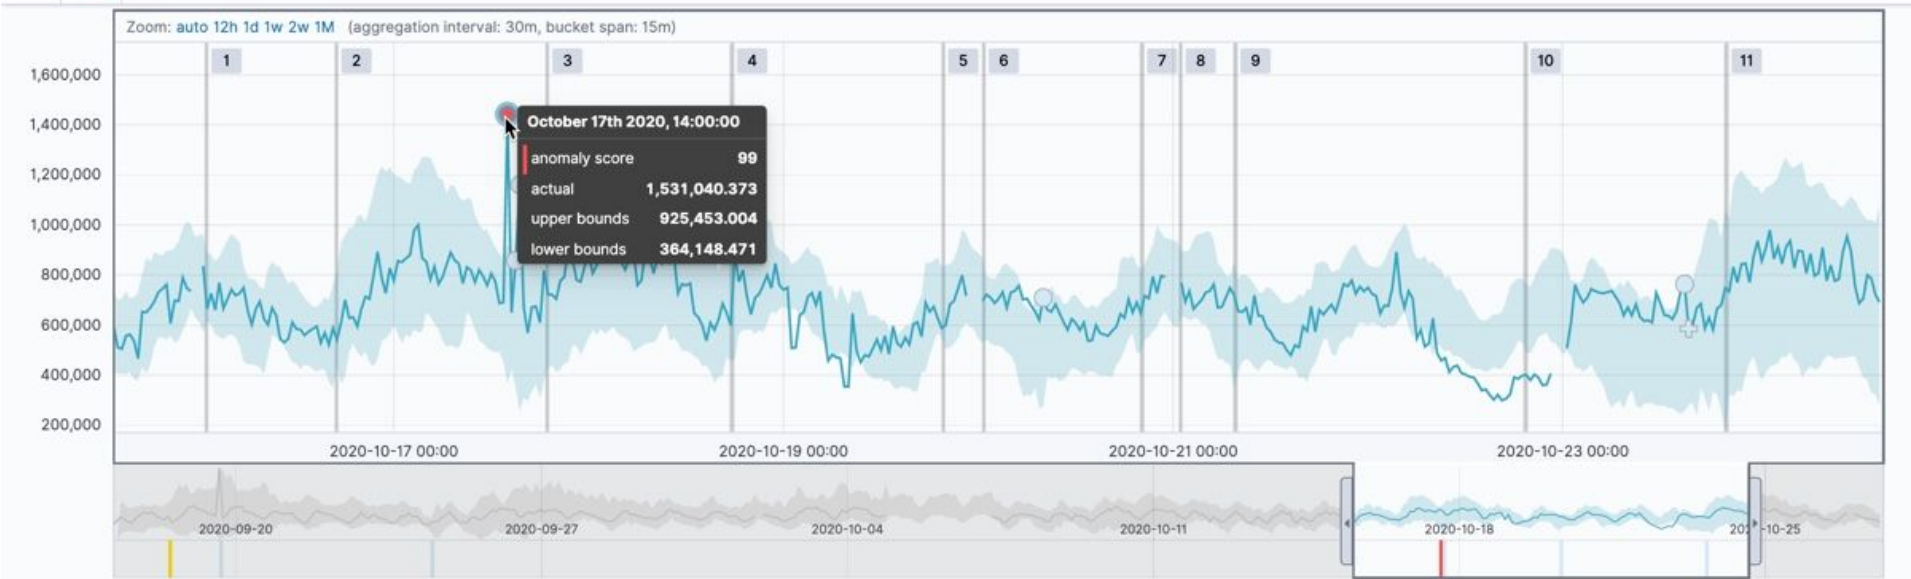 Zoom: auto 12h 1d 1w 2w 1M (aggregation interval: 30m, bucket span: 15m)
1 2 3 4 5 6 7 8 9 10 11
1,600,000
1,400,000
1,200,000
1,000,000
800,000
600,000
400,000
200,000
October 17th 2020, 14:00:00
anomaly score 99
actual 1,531,040.373
upper bounds 925,453.004
lower bounds 364,148.471
2020-10-17 00:00 2020-10-19 00:00 2020-10-21 00:00 2020-10-23 00:00
2020-09-20 2020-09-27 2020-10-04 2020-10-11 2020-10-18 2020-10-25